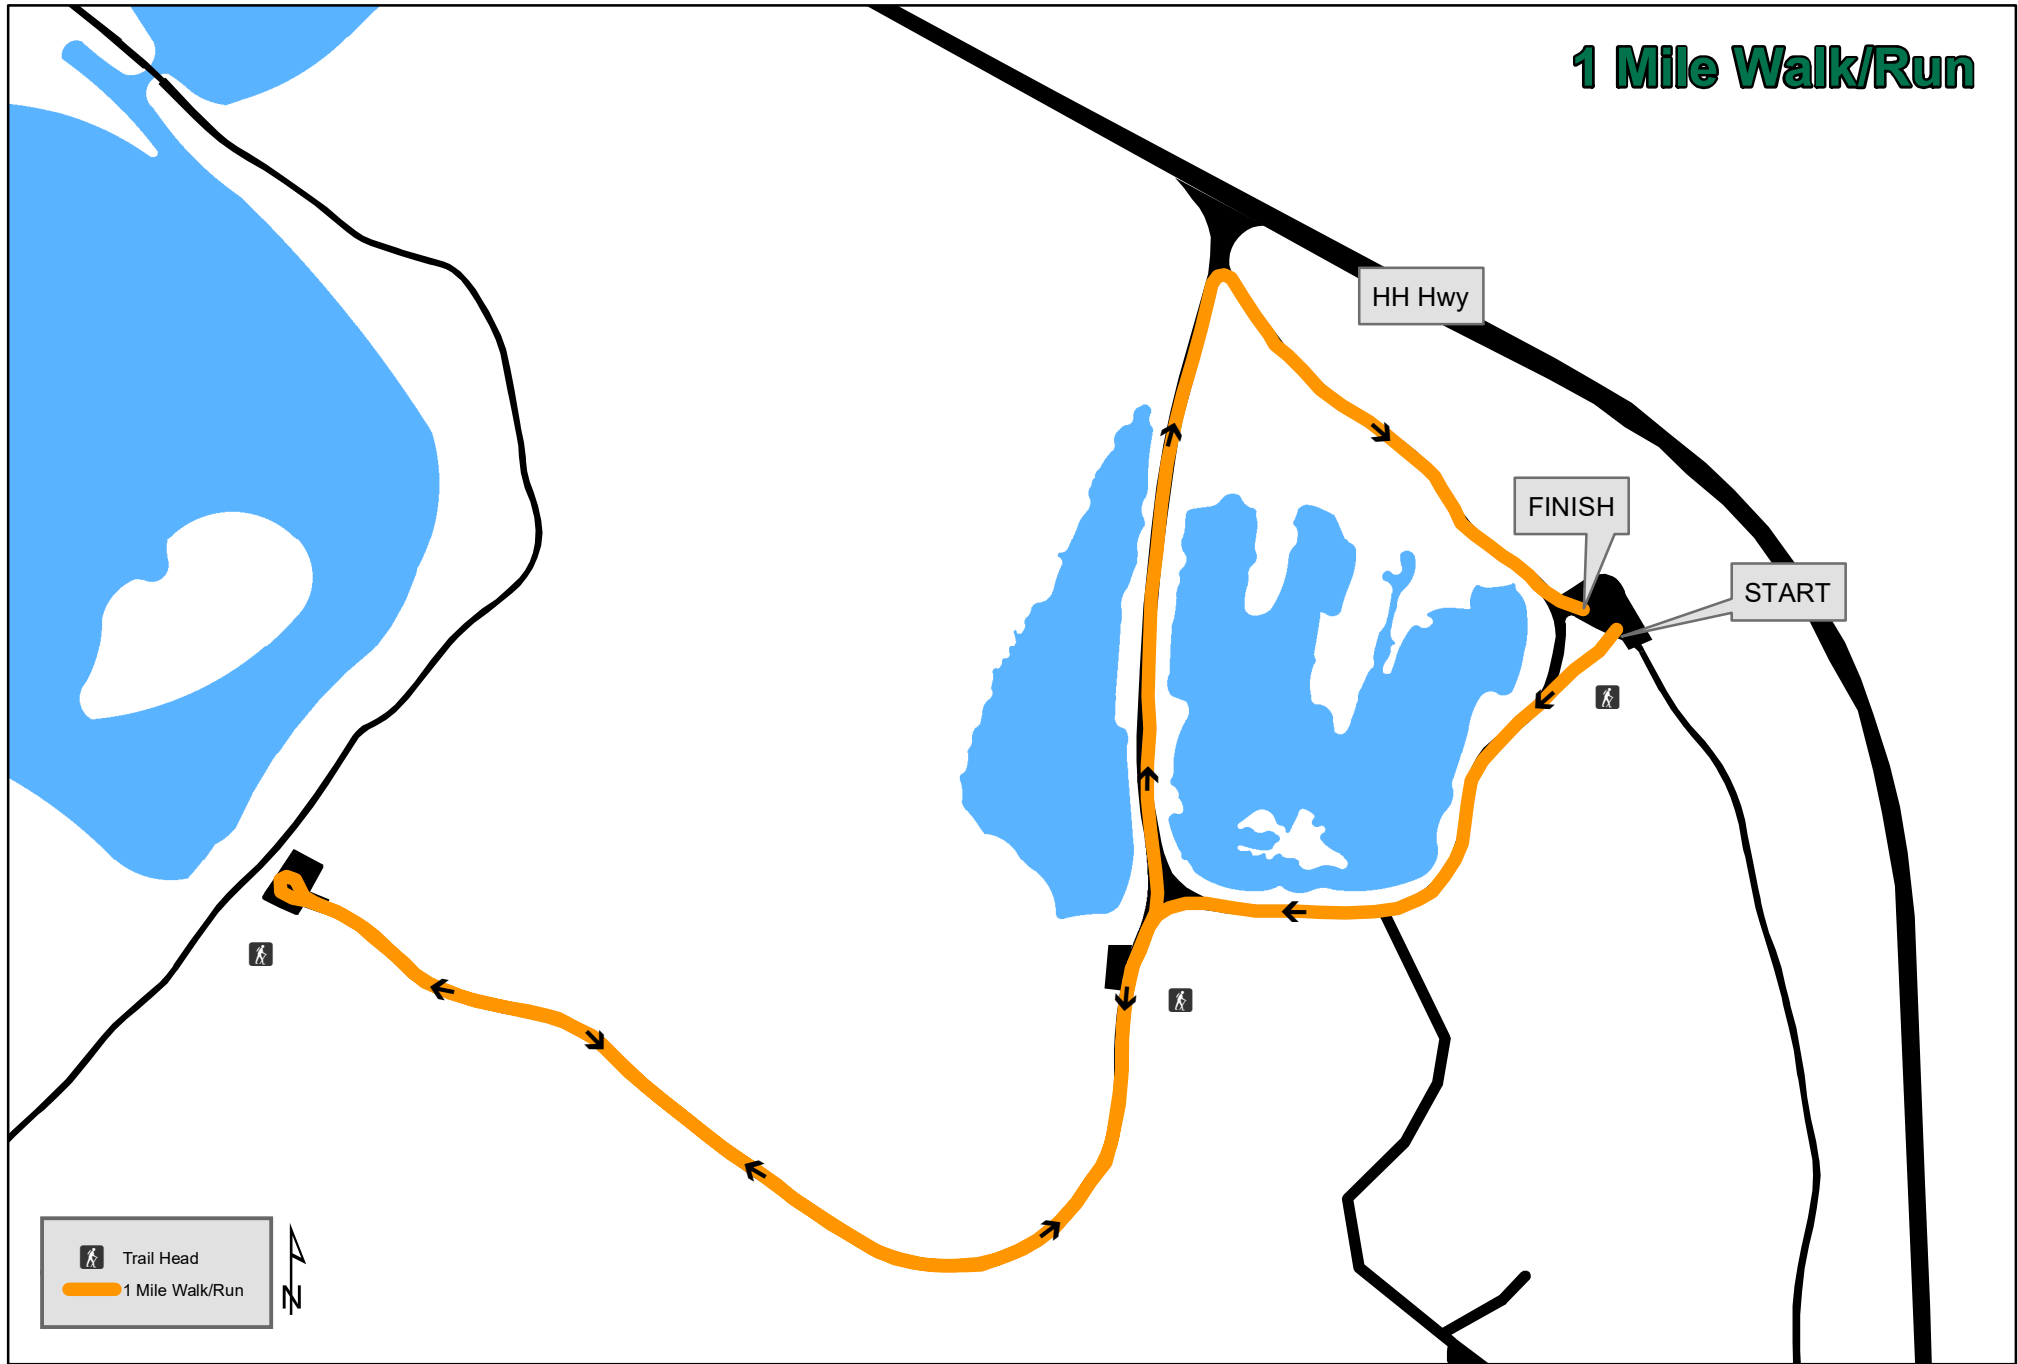 1 Mile Walk/Run
HH Hwy
FINISH
START
Trail Head
1 Mile Walk/Run
N